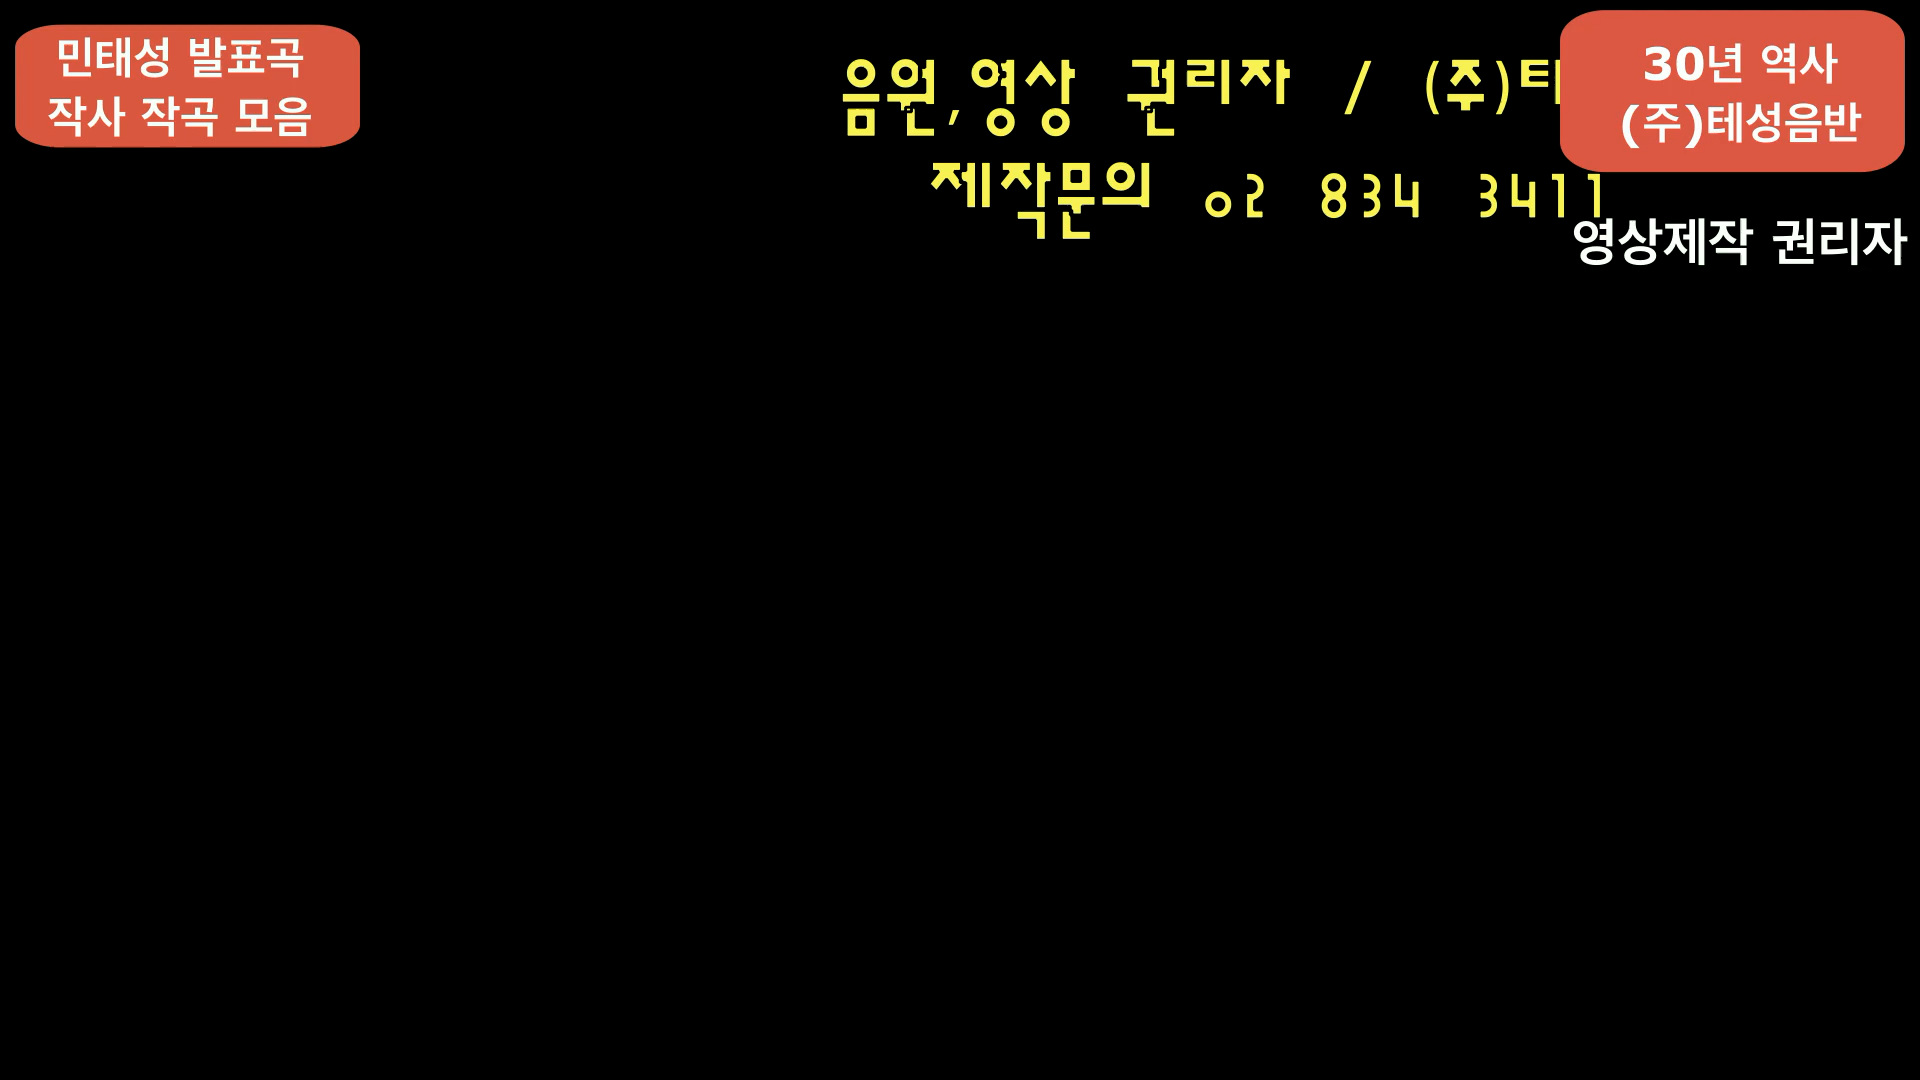 민태성 발표곡
작사 작곡 모음
음원,영상 권리자 / (주)
제작문의 02 834 3411
30년 역사
(주)테성음반
영상제작 권리자